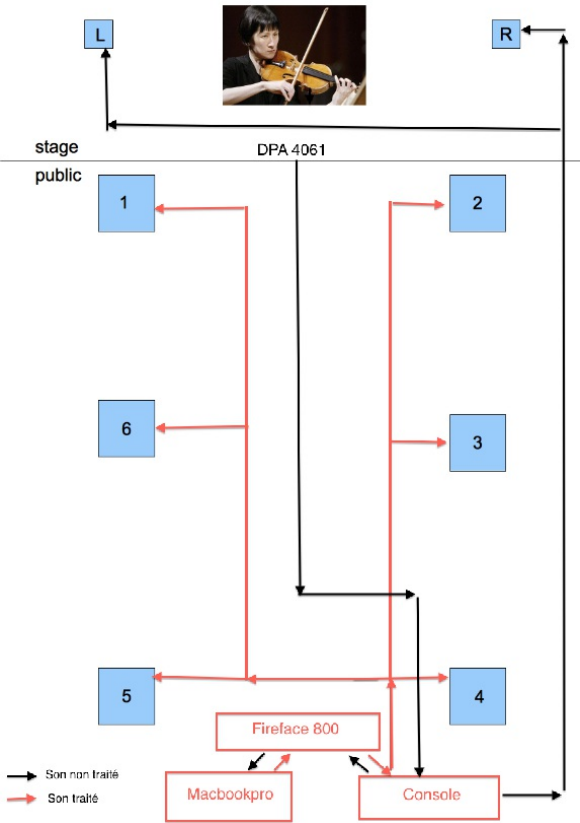 L
R
stage
DPA 4061
public
1
2
6
3
5
4
Fireface 800
Son non traité
Son traité
Macbookpro
Console